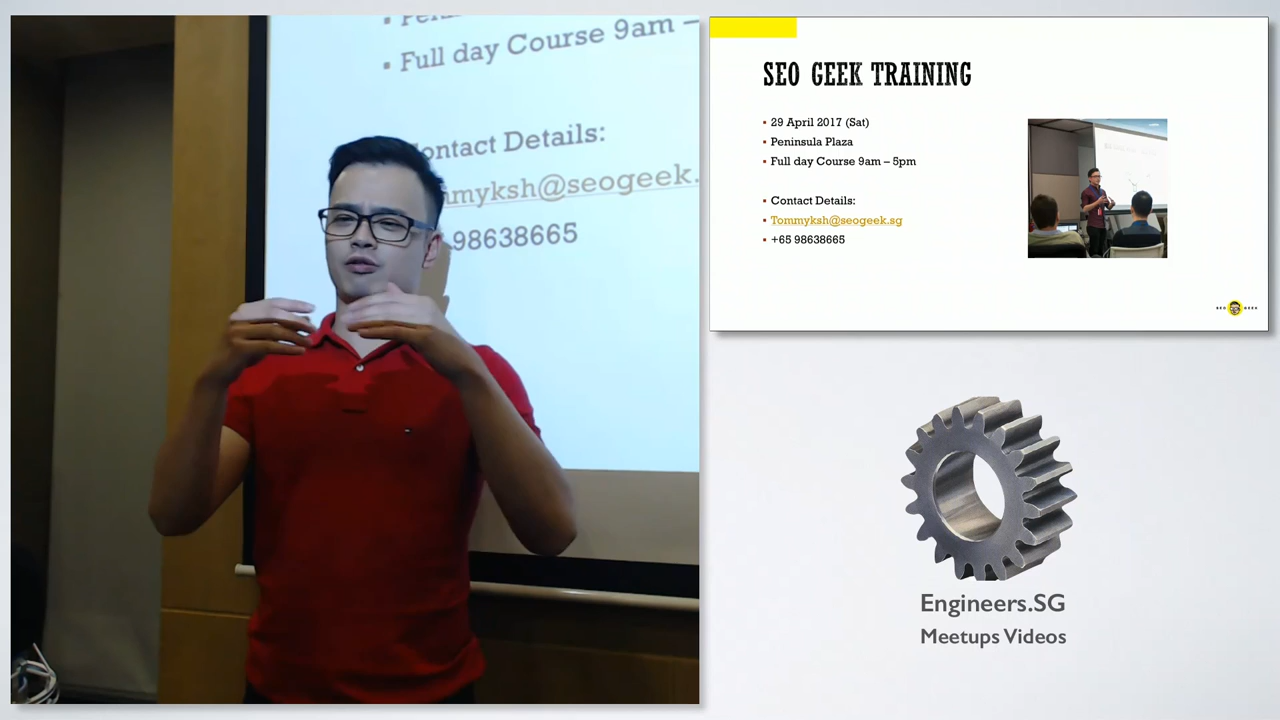 Full day Course 9am –
ontact Details:
mmyksh@seogeek.
98638665
SEO GEEK TRAINING
29 April 2017 (Sat)
Peninsula Plaza
Full day Course 9am – 5pm
Contact Details:
Tommyksh@seogeek.sg
+65 98638665
Engineers.SG
Meetups Videos